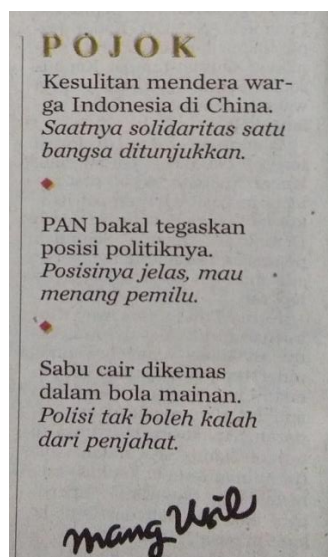 POJOK
Kesulitan mendera war-
ga Indonesia di China.
Saatnya solidaritas satu
bangsa ditunjukkan.
PAN bakal tegaskan
posisi politiknya.
Posisinya jelas, mau
menang pemilu.
Sabu cair dikemas
dalam bola mainan.
Polisi tak boleh kalah
dari penjahat.
mang Usil